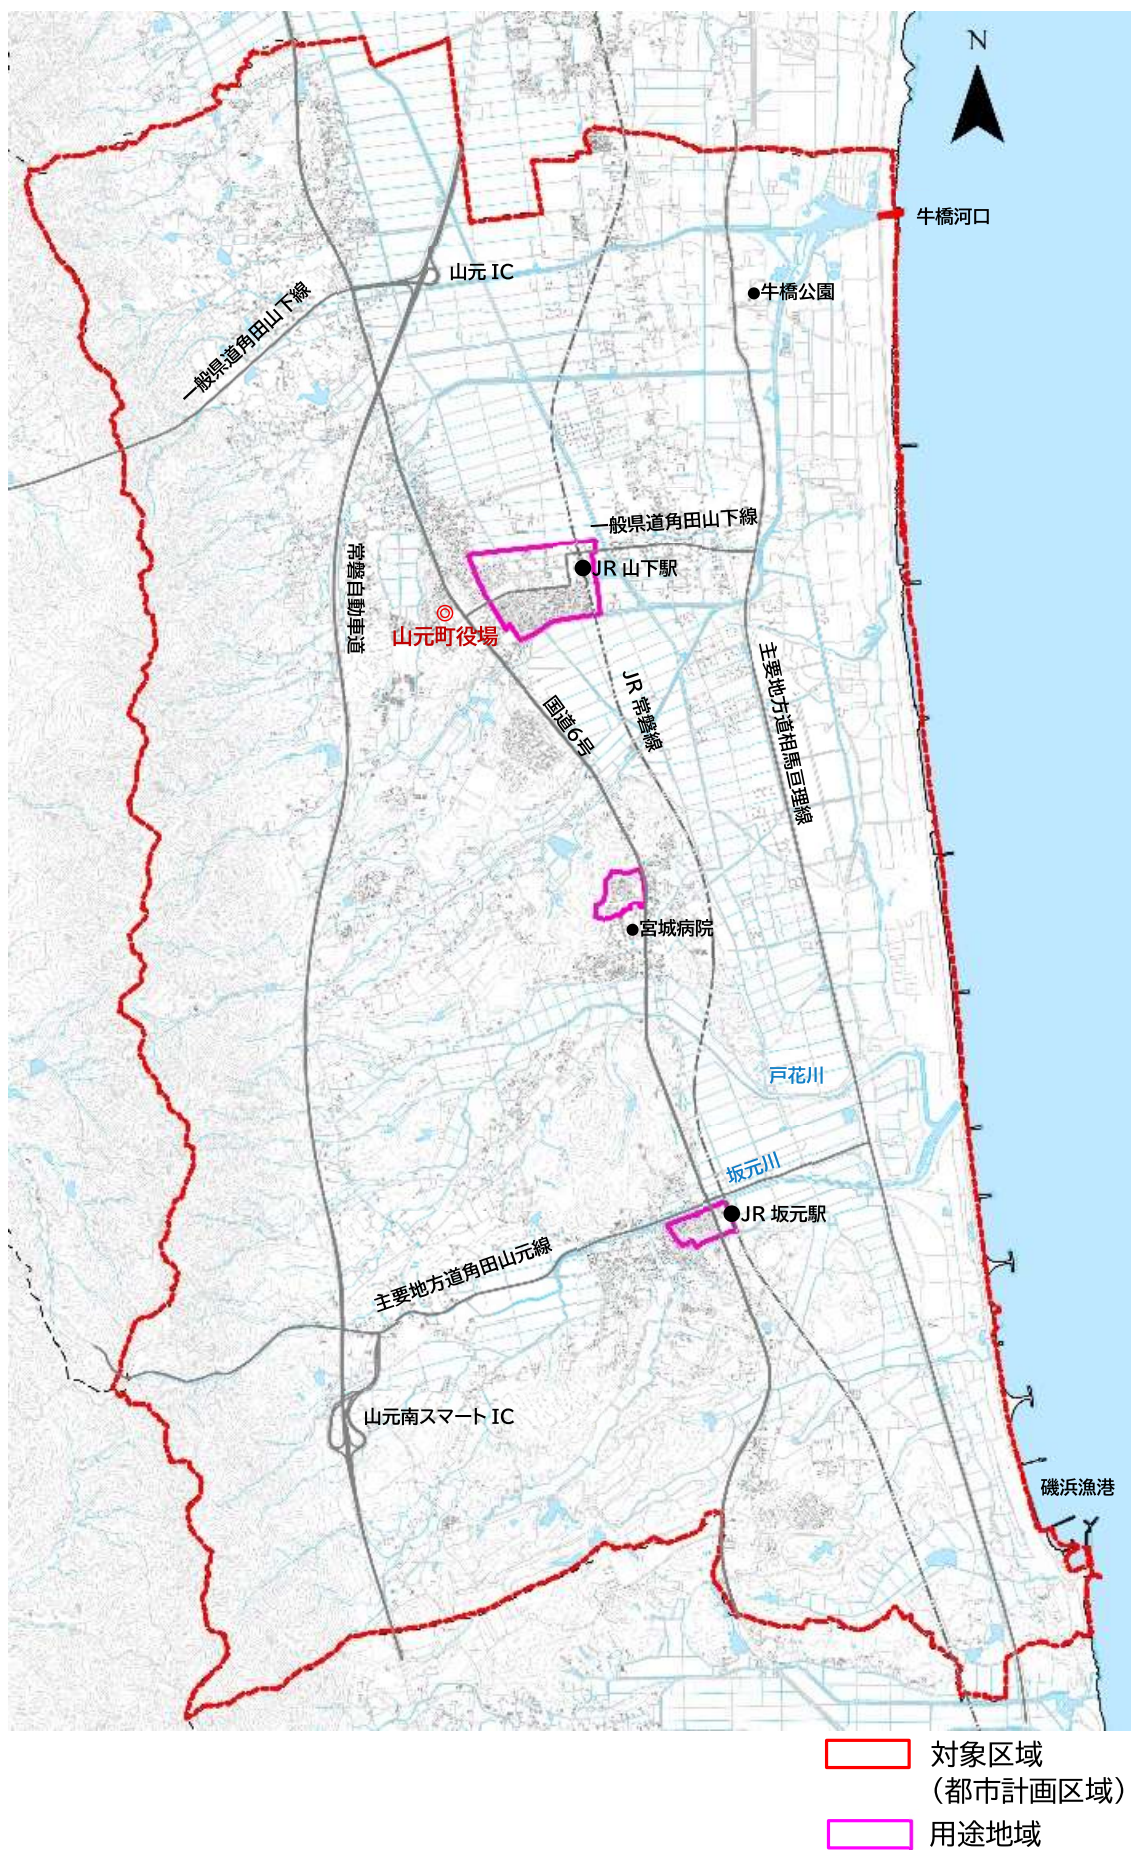 N
牛橋河口
山元 IC
牛橋公園
一般県道角田山下線
一般県道角田山下線
JR 山下駅
常磐自動車道
山元町役場
主要地方道相馬亘理線
JR 常磐線
国道6号
宮城病院
戸花川
坂元川
JR 坂元駅
主要地方道角田山元線
山元南スマート IC
磯浜漁港
対象区域
（都市計画区域）
用途地域